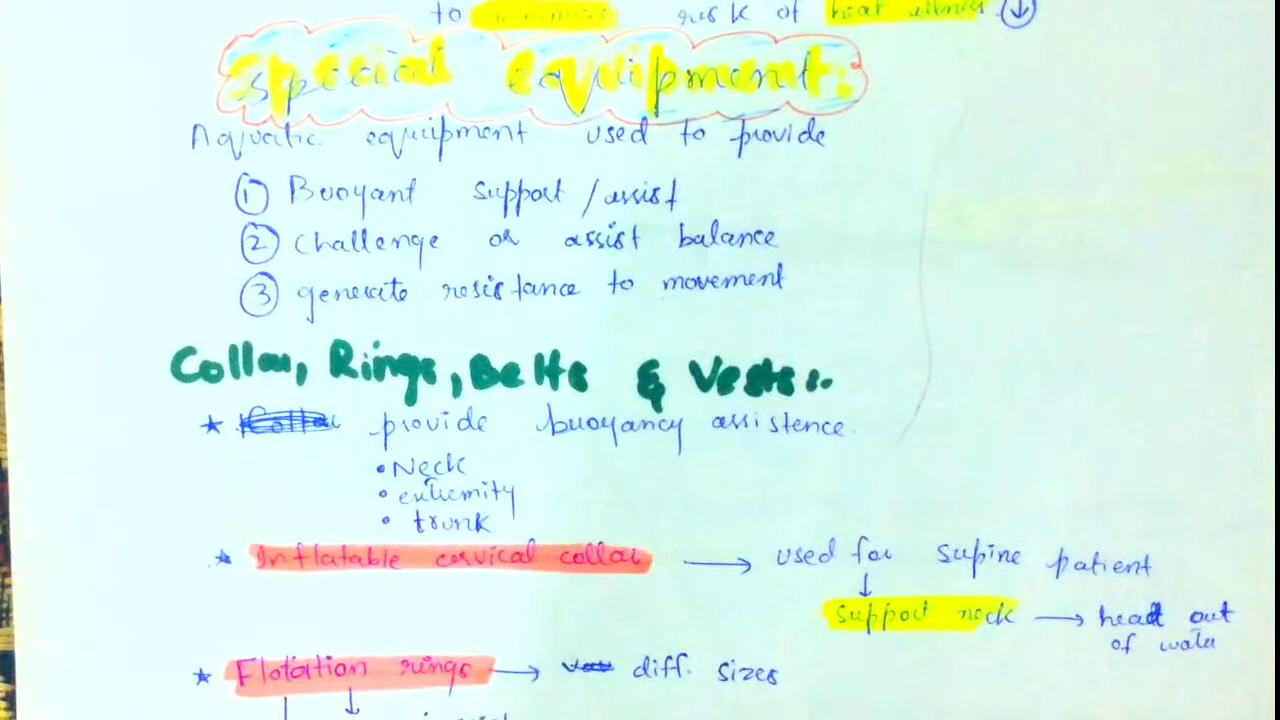 to risk of heat illness ↓
Special equipment:
Aquatic equipment used to provide
① Buoyant support / assist
② challenge or assist balance
③ generate resistance to movement
Collar, Rings, Belts & Vests:
★ provide buoyancy assistence.
• Neck
• extremity
• trunk
★ Inflatable cervical collar → used for supine patient
↓
support neck → head out
of water
★ Flotation rings → diff. sizes